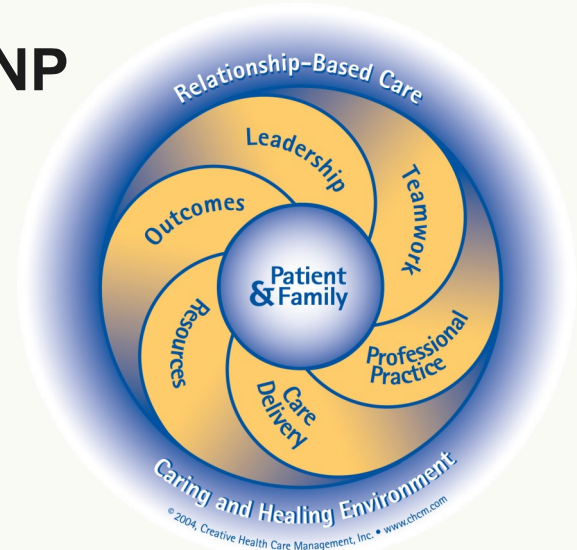 NP
Relationship-Based Care
Leadership
Teamwork
Outcomes
Patient
& Family
Resources
Professional
Practice
Care
Delivery
Caring and Healing Environment
© 2004, Creative Health Care Management, Inc. • www.chcm.com